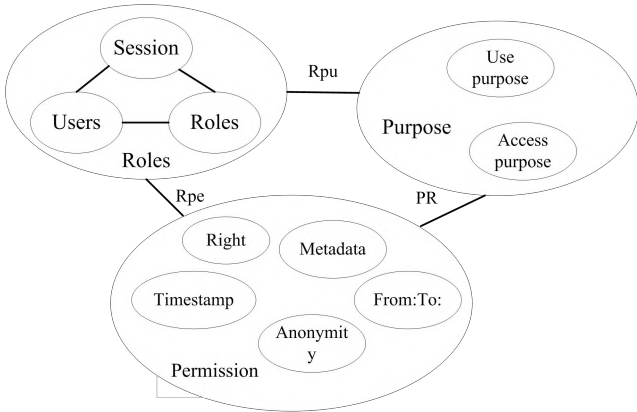 Session
Users
Roles
Roles
Rpu
Use
purpose
Purpose
Access
purpose
Rpe
PR
Right
Metadata
Timestamp
From:To:
Anonymit
y
Permission